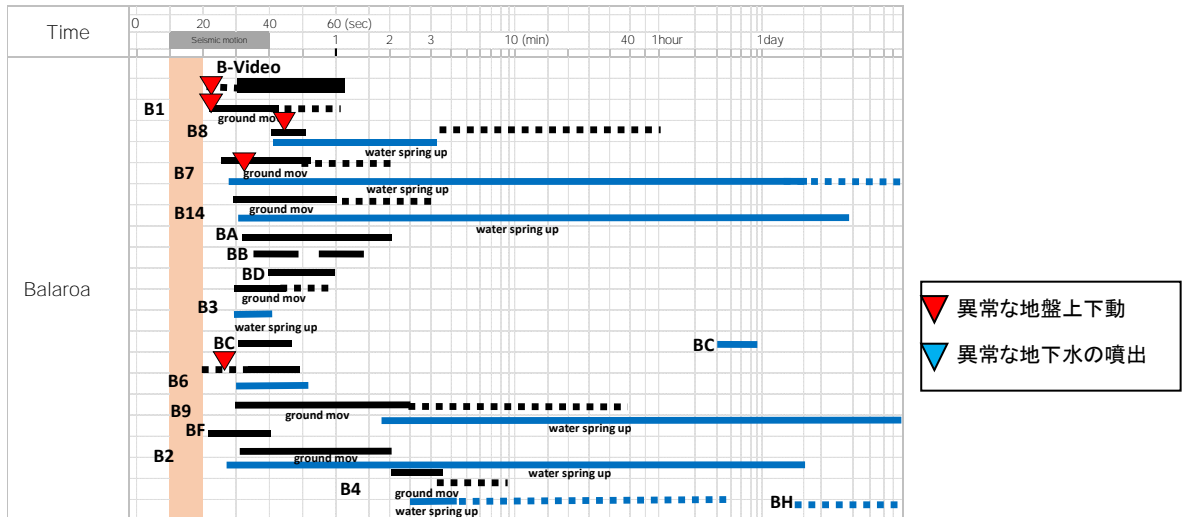 Time
0 20 40 60 (sec)
Seismic motion
1 2 3 10 (min) 40 1hour 1day
Balaroa
B-Video
B1
ground mo
B8
water spring up
B7
ground mov
water spring up
B14
ground mov
water spring up
BA
BB
BD
ground mov
B3
water spring up
BC
BC
B6
B9
ground mov
water spring up
BF
B2
ground mov
water spring up
B4
ground mov
water spring up
BH
異常な地盤上下動
異常な地下水の噴出